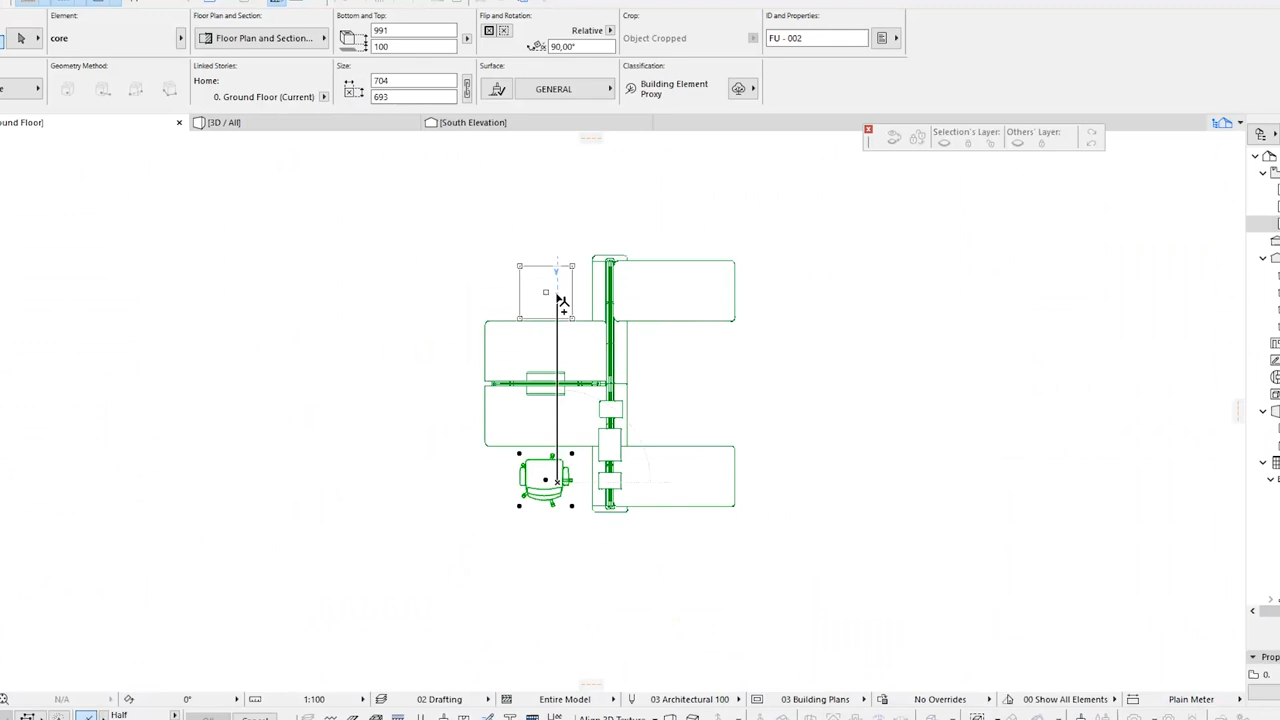 Element:
core
Floor Plan and Section:
Floor Plan and Section...
Bottom and Top:
991
100
Flip and Rotation:
Relative
90,00°
Crop:
Object Cropped
ID and Properties:
FU - 002
Geometry Method:
Linked Stories:
Home:
0. Ground Floor (Current)
Size:
704
693
Surface:
GENERAL
Classification:
Building Element
Proxy
[3D / All]
[South Elevation]
Selection's Layer:
Others' Layer:
N/A
0°
1:100
02 Drafting
Entire Model
03 Architectural 100
03 Building Plans
No Overrides
00 Show All Elements
Plain Meter
Half
0.